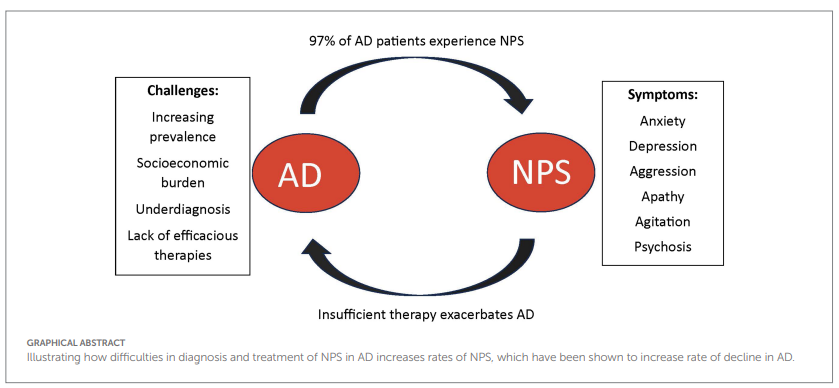 97% of AD patients experience NPS
Challenges:
Increasing
prevalence
Socioeconomic
burden
Underdiagnosis
Lack of efficacious
therapies
AD
NPS
Symptoms:
Anxiety
Depression
Aggression
Apathy
Agitation
Psychosis
Insufficient therapy exacerbates AD
GRAPHICAL ABSTRACT
Illustrating how difficulties in diagnosis and treatment of NPS in AD increases rates of NPS, which have been shown to increase rate of decline in AD.